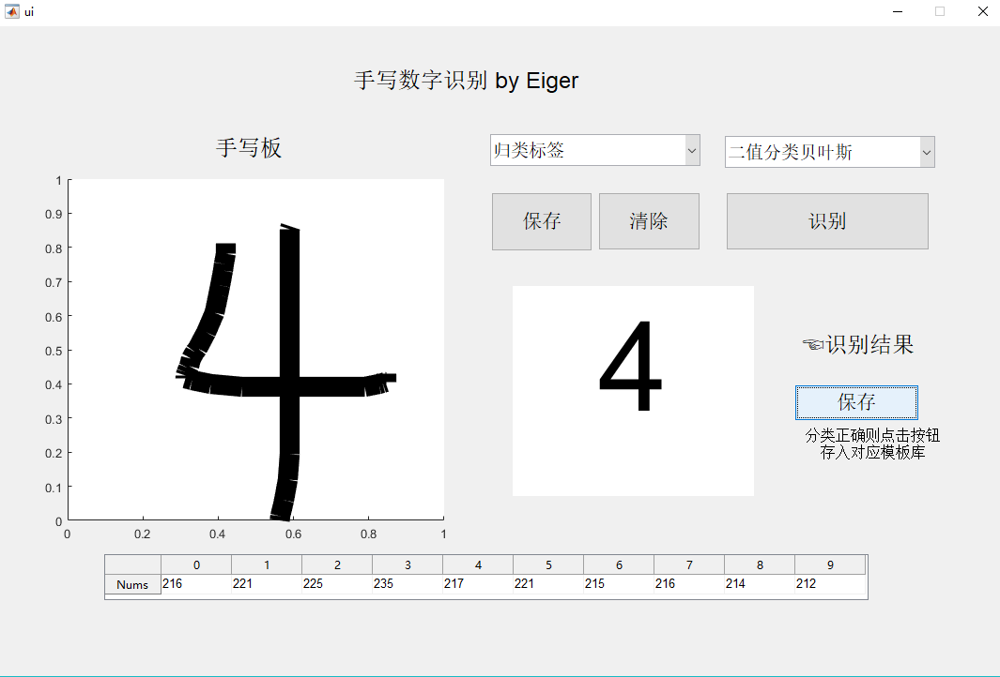 ui
手写数字识别 by Eiger
手写板
归类标签
二值分类贝叶斯
保存
清除
识别
1
0.9
0.8
0.7
0.6
0.5
0.4
0.3
0.2
0.1
0
0 0.2 0.4 0.6 0.8 1
4
4
☜识别结果
保存
分类正确则点击按钮
存入对应模板库
0 1 2 3 4 5 6 7 8 9
Nums 216 221 225 235 217 221 215 216 214 212